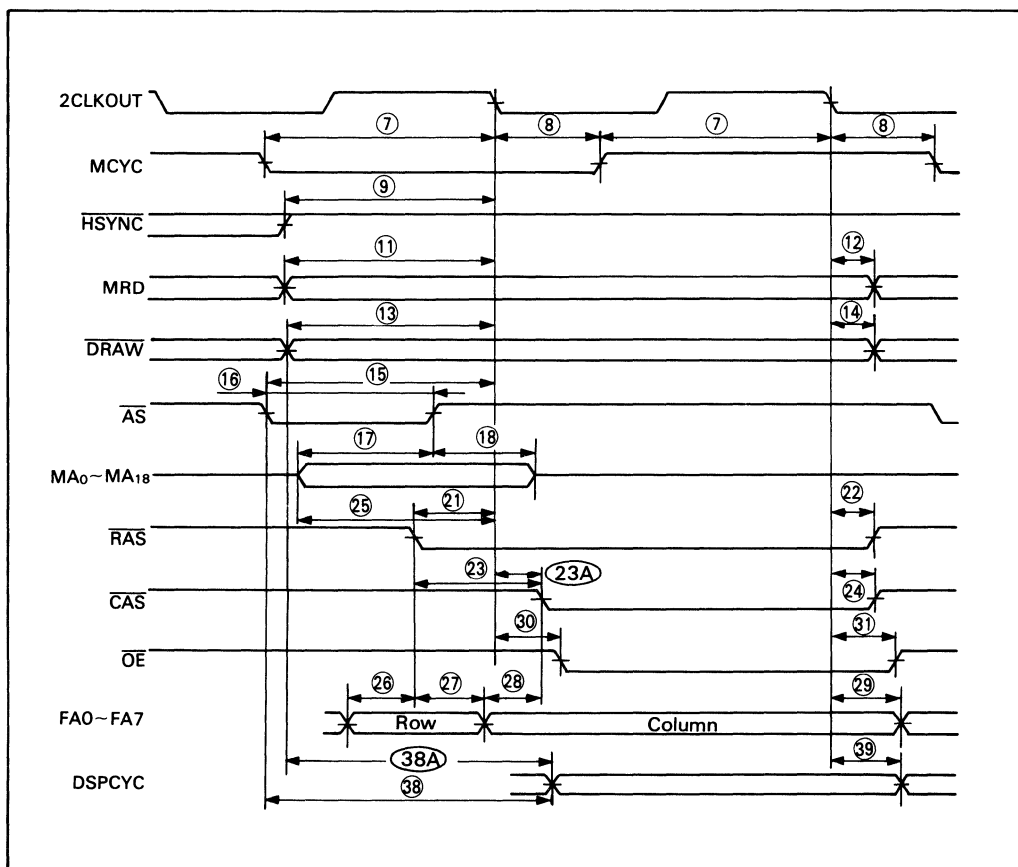 2CLKOUT
⑦ ⑧ ⑦ ⑧
MCYC
⑨
HSYNC
⑪ ⑫
MRD
⑬ ⑭
DRAW
⑯ ⑮
AS
⑰ ⑱
MA0~MA18
㉕ ㉑ ㉒
RAS
㉓ 23A
CAS ㉔
㉚ ㉛
OE
㉖ ㉗ ㉘ ㉙
FA0~FA7 Row Column
38A ㊴
DSPCYC
㊳